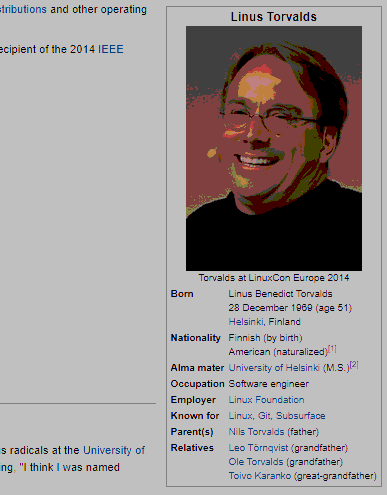 stributions and other operating
ecipient of the 2014 IEEE
Linus Torvalds
Torvalds at LinuxCon Europe 2014
Born Linus Benedict Torvalds
28 December 1969 (age 51)
Helsinki, Finland
Nationality Finnish (by birth)
American (naturalized)[1]
Alma mater University of Helsinki (M.S.)[2]
Occupation Software engineer
Employer Linux Foundation
Known for Linux, Git, Subsurface
Parent(s) Nils Torvalds (father)
Relatives Leo Törnqvist (grandfather)
Ole Torvalds (grandfather)
Toivo Karanko (great-grandfather)
s radicals at the University of
ng, "I think I was named